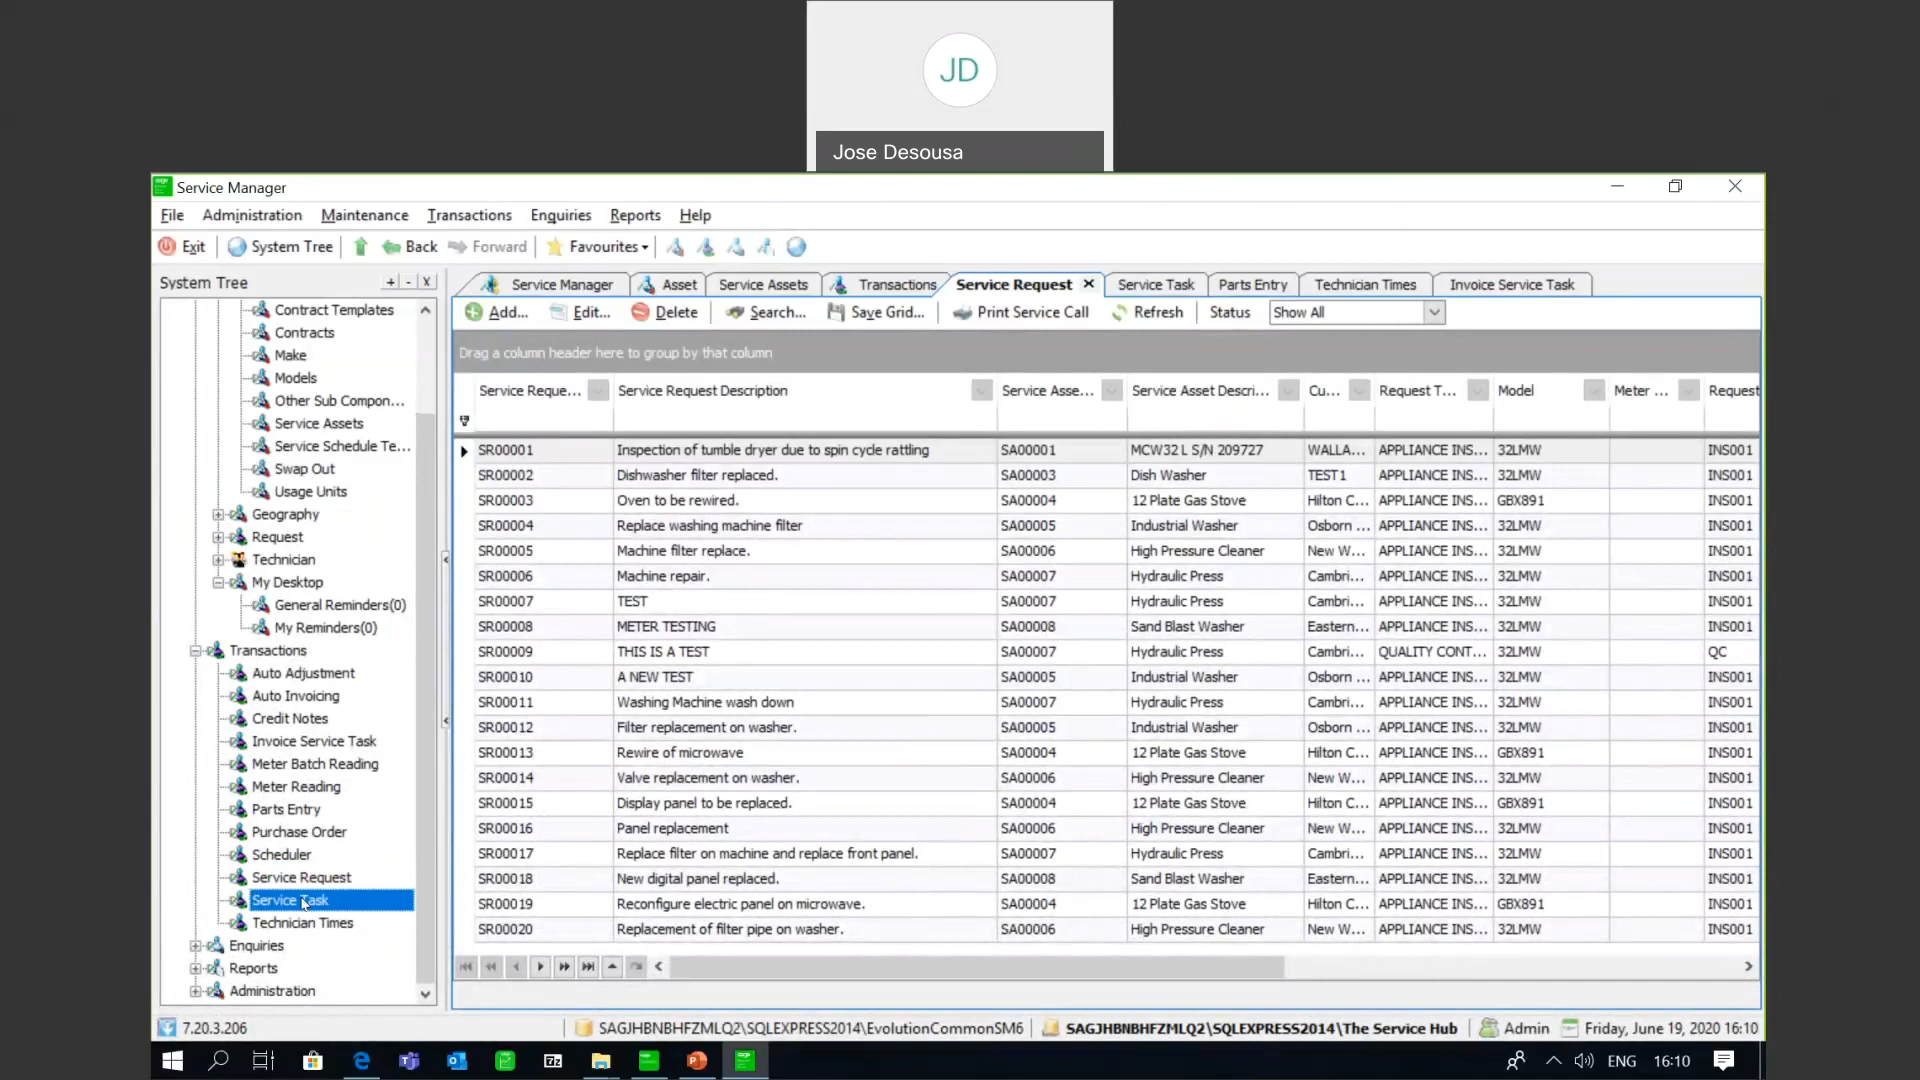 JD
Jose Desousa
Service Manager
File Administration Maintenance Transactions Enquiries Reports Help
Exit System Tree Back Forward Favourites
System Tree + - X
Service Manager Asset Service Assets Transactions Service Request Service Task Parts Entry Technician Times Invoice Service Task
Add... Edit... Delete Search... Save Grid... Print Service Call Refresh Status Show All
Drag a column header here to group by that column
Service Reque... Service Request Description Service Asse... Service Asset Descri... Cu... Request T... Model Meter ... Request
SR00001 Inspection of tumble dryer due to spin cycle rattling SA00001 MCW32 L S/N 209727 WALLA... APPLIANCE INS... 32LMW INS001
SR00002 Dishwasher filter replaced. SA00003 Dish Washer TEST1 APPLIANCE INS... 32LMW INS001
SR00003 Oven to be rewired. SA00004 12 Plate Gas Stove Hilton C... APPLIANCE INS... GBX891 INS001
SR00004 Replace washing machine filter SA00005 Industrial Washer Osborn ... APPLIANCE INS... 32LMW INS001
SR00005 Machine filter replace. SA00006 High Pressure Cleaner New W... APPLIANCE INS... 32LMW INS001
SR00006 Machine repair. SA00007 Hydraulic Press Cambri... APPLIANCE INS... 32LMW INS001
SR00007 TEST SA00007 Hydraulic Press Cambri... APPLIANCE INS... 32LMW INS001
SR00008 METER TESTING SA00008 Sand Blast Washer Eastern... APPLIANCE INS... 32LMW INS001
SR00009 THIS IS A TEST SA00007 Hydraulic Press Cambri... QUALITY CONT... 32LMW QC
SR00010 A NEW TEST SA00005 Industrial Washer Osborn ... APPLIANCE INS... 32LMW INS001
SR00011 Washing Machine wash down SA00007 Hydraulic Press Cambri... APPLIANCE INS... 32LMW INS001
SR00012 Filter replacement on washer. SA00005 Industrial Washer Osborn ... APPLIANCE INS... 32LMW INS001
SR00013 Rewire of microwave SA00004 12 Plate Gas Stove Hilton C... APPLIANCE INS... GBX891 INS001
SR00014 Valve replacement on washer. SA00006 High Pressure Cleaner New W... APPLIANCE INS... 32LMW INS001
SR00015 Display panel to be replaced. SA00004 12 Plate Gas Stove Hilton C... APPLIANCE INS... GBX891 INS001
SR00016 Panel replacement SA00006 High Pressure Cleaner New W... APPLIANCE INS... 32LMW INS001
SR00017 Replace filter on machine and replace front panel. SA00007 Hydraulic Press Cambri... APPLIANCE INS... 32LMW INS001
SR00018 New digital panel replaced. SA00008 Sand Blast Washer Eastern... APPLIANCE INS... 32LMW INS001
SR00019 Reconfigure electric panel on microwave. SA00004 12 Plate Gas Stove Hilton C... APPLIANCE INS... GBX891 INS001
SR00020 Replacement of filter pipe on washer. SA00006 High Pressure Cleaner New W... APPLIANCE INS... 32LMW INS001
Contract Templates
Contracts
Make
Models
Other Sub Compon...
Service Assets
Service Schedule Te...
Swap Out
Usage Units
Geography
Request
Technician
My Desktop
General Reminders(0)
My Reminders(0)
Transactions
Auto Adjustment
Auto Invoicing
Credit Notes
Invoice Service Task
Meter Batch Reading
Meter Reading
Parts Entry
Purchase Order
Scheduler
Service Request
Service Task
Technician Times
Enquiries
Reports
Administration
7.20.3.206 SAGJHBNBHFZMLQ2\SQLEXPRESS2014\EvolutionCommonSM6 SAGJHBNBHFZMLQ2\SQLEXPRESS2014\The Service Hub Admin Friday, June 19, 2020 16:10
ENG 16:10